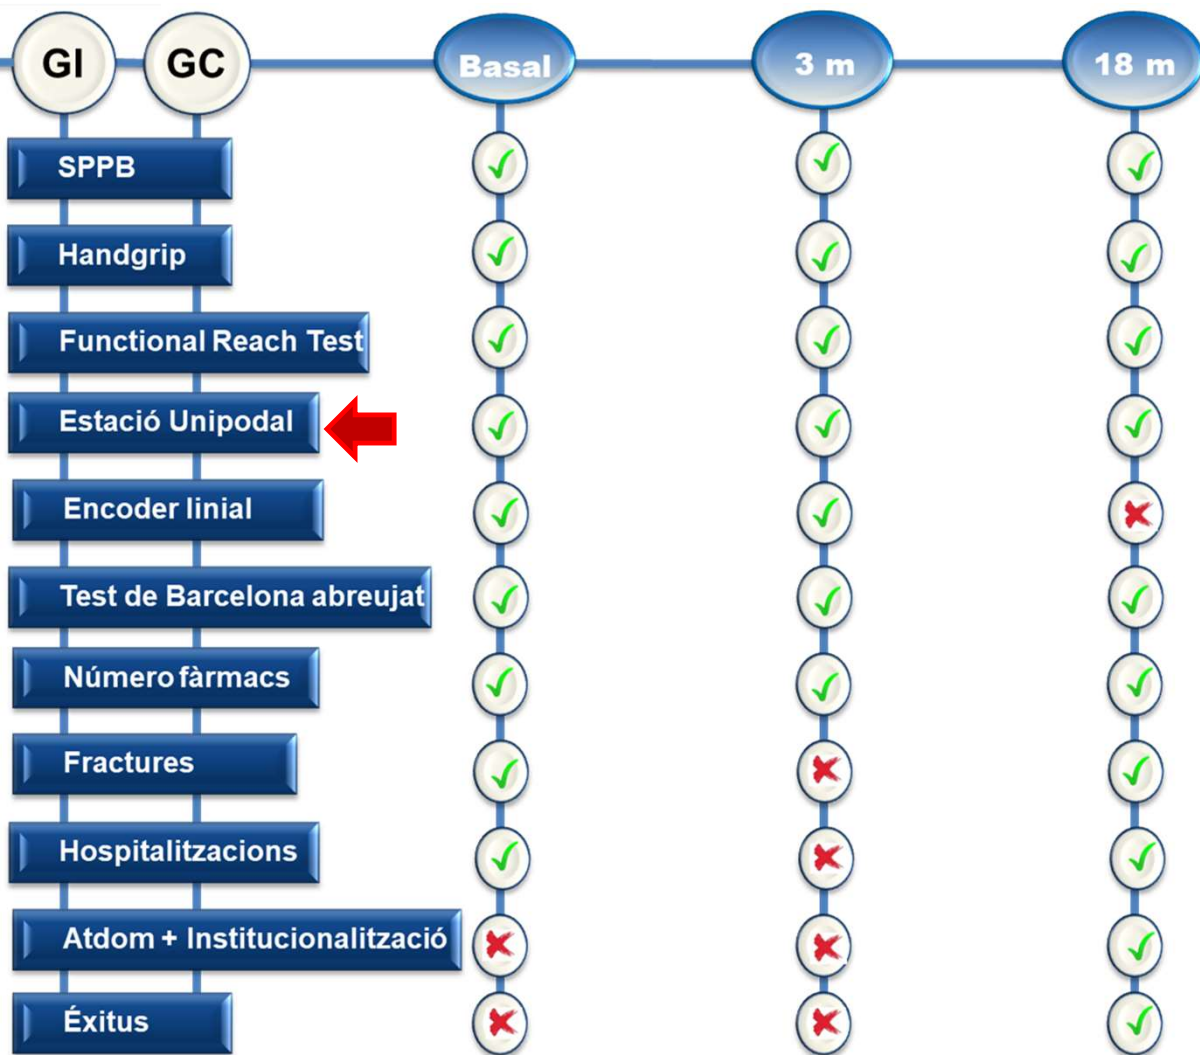 GI GC Basal 3 m 18 m
SPPB
Handgrip
Functional Reach Test
Estació Unipodal
Encoder linial
Test de Barcelona abreujat
Número fàrmacs
Fractures
Hospitalitzacions
Atdom + Institucionalització
Éxitus